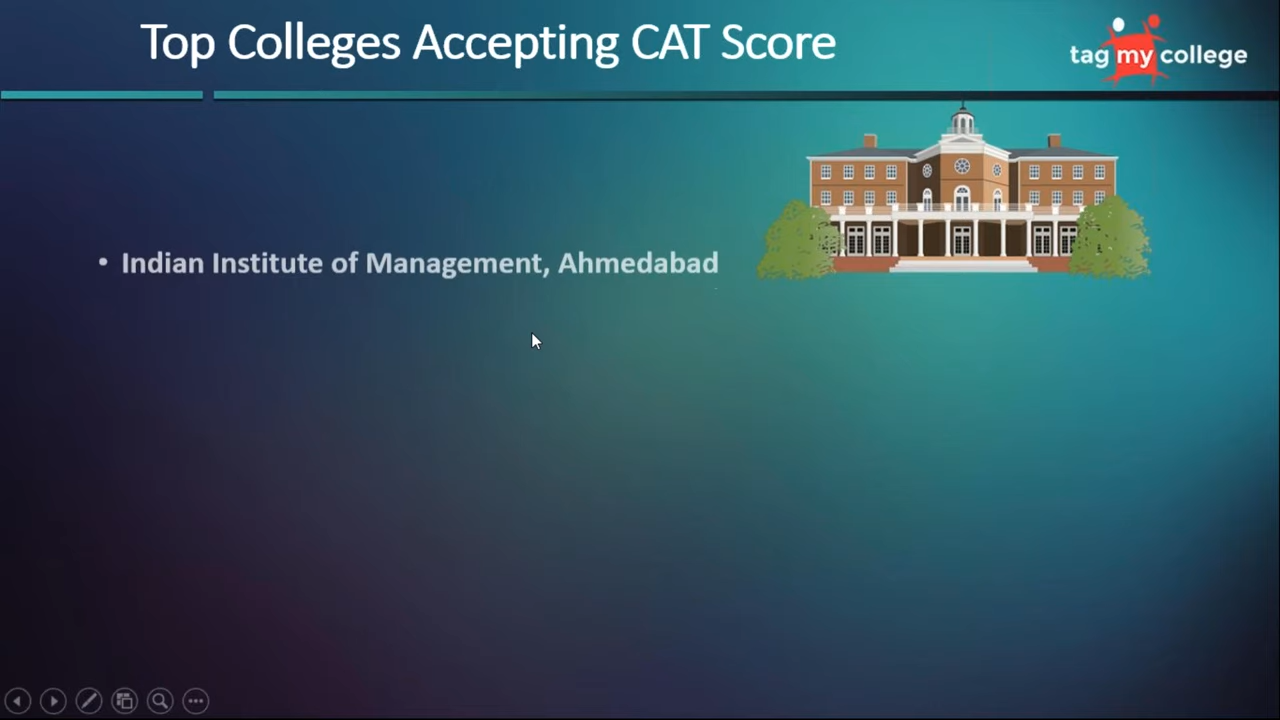 Top Colleges Accepting CAT Score
tag my college
• Indian Institute of Management, Ahmedabad